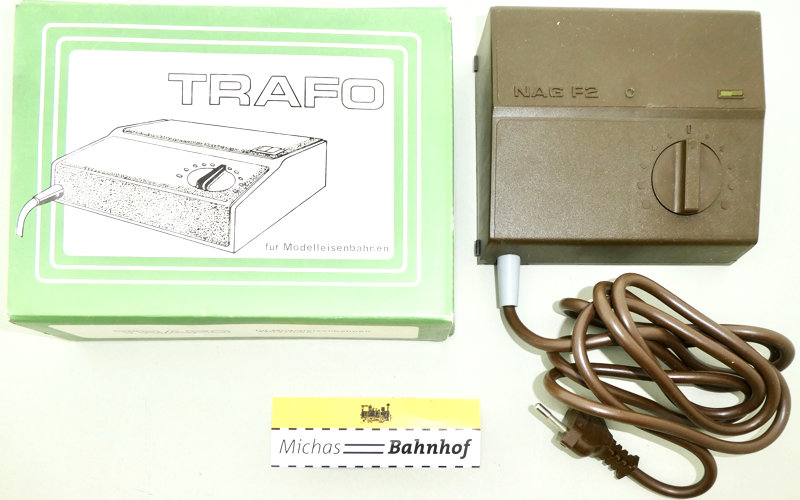 TRAFO
für Modelleisenbahnen
NAG F2
Michas Bahnhof